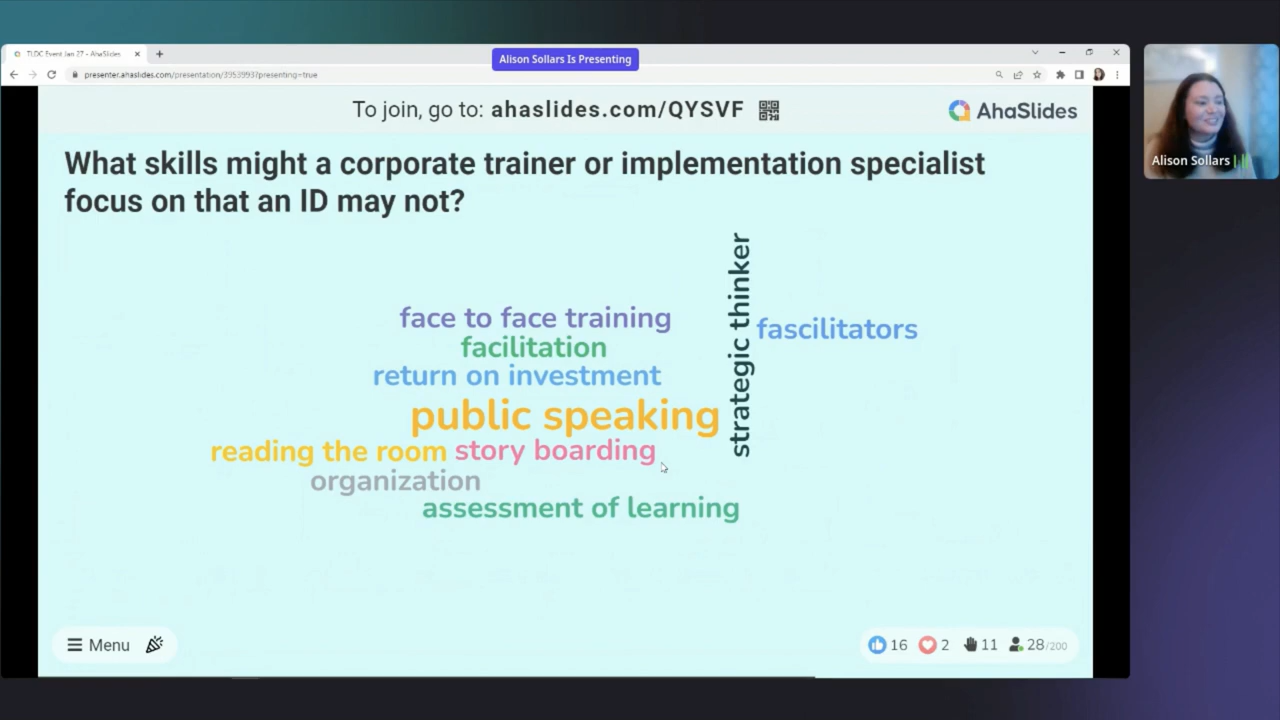 TLDC Event Jan 27 - AhaSlides
Alison Sollars Is Presenting
presenter.ahaslides.com/presentation/3953993?presenting=true
To join, go to: ahaslides.com/QYSVF
AhaSlides
Alison Sollars
What skills might a corporate trainer or implementation specialist
focus on that an ID may not?
strategic thinker
face to face training
fascilitators
facilitation
return on investment
public speaking
reading the room
story boarding
organization
assessment of learning
Menu
16
2
11
28/200